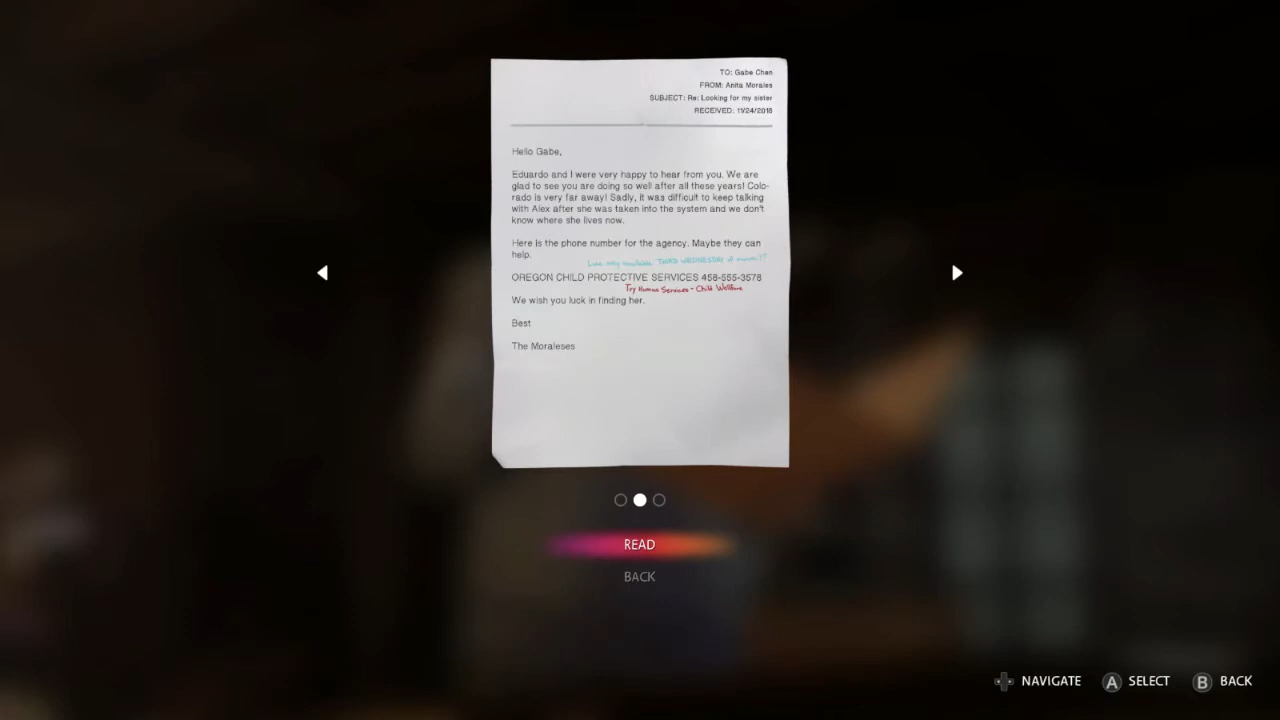 TO: Gabe Chen
FROM: Anita Morales
SUBJECT: Re: Looking for my sister
RECEIVED: 11/24/2018
Hello Gabe,
Eduardo and I were very happy to hear from you. We are
glad to see you are doing so well after all these years! Colo-
rado is very far away! Sadly, it was difficult to keep talking
with Alex after she was taken into the system and we don't
know where she lives now.
Here is the phone number for the agency. Maybe they can
help.
Line only available THIRD WEDNESDAY of month??
OREGON CHILD PROTECTIVE SERVICES 458-555-3578
Try Human Services - Child Welfare
We wish you luck in finding her.
Best
The Moraleses
READ
BACK
NAVIGATE
A SELECT
B BACK